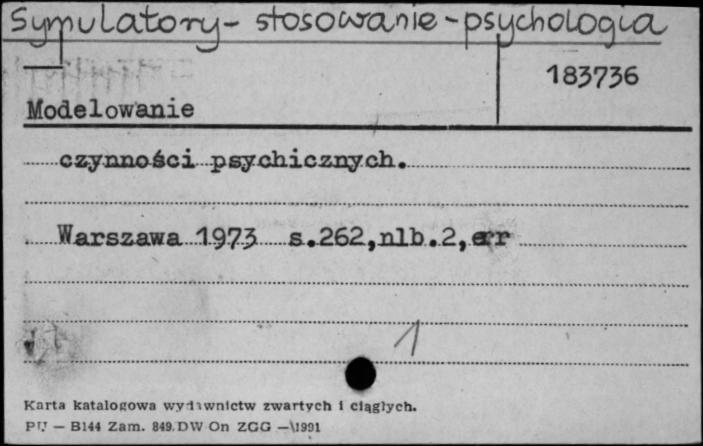 Symulatory - stosowanie - psychologia
183736
Modelowanie
czynności psychicznych.
Warszawa 1973 s.262,nlb.2,
1
Karta katalogowa wydawnictw zwartych i ciągłych.
PU — B144 Zam. 849. DW On ZGG — 1991